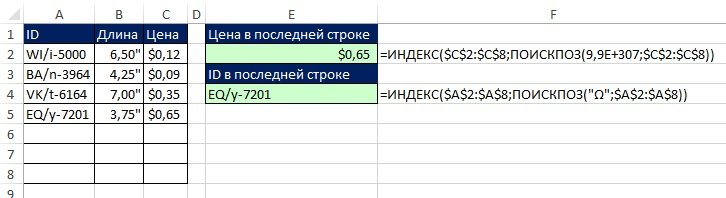 A B C D E F
1 ID Длина Цена Цена в последней строке
2 WI/i-5000 6,50" $0,12 $0,65 =ИНДЕКС($C$2:$C$8;ПОИСКПОЗ(9,9E+307;$C$2:$C$8))
3 BA/n-3964 4,25" $0,09 ID в последней строке
4 VK/t-6164 7,00" $0,35 EQ/y-7201 =ИНДЕКС($A$2:$A$8;ПОИСКПОЗ("Ω";$A$2:$A$8))
5 EQ/y-7201 3,75" $0,65
6
7
8
9